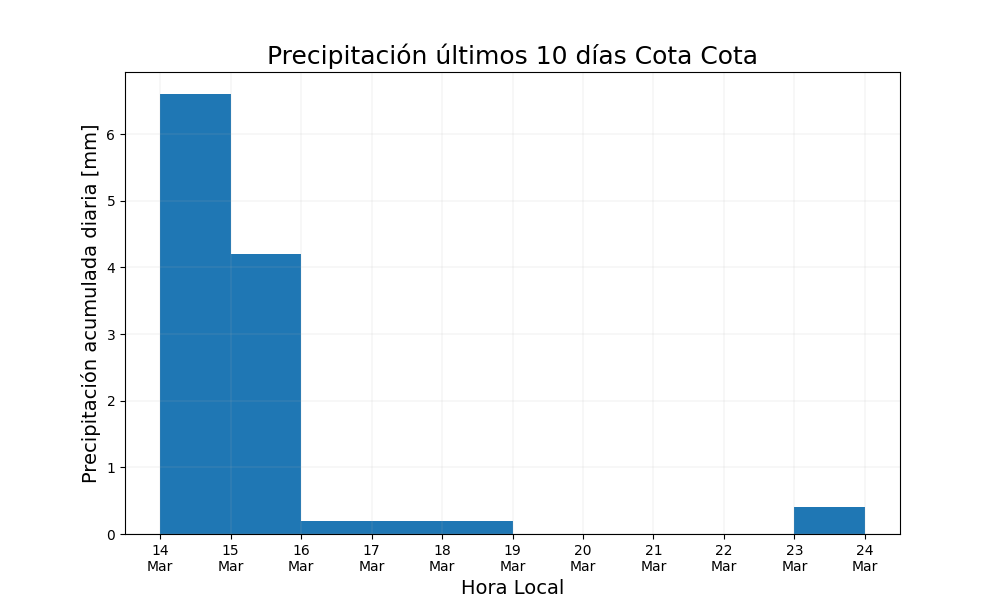 Precipitación últimos 10 días Cota Cota
Precipitación acumulada diaria [mm]
6
5
4
3
2
1
0
14 15 16 17 18 19 20 21 22 23 24
Mar Mar Mar Mar Mar Mar Mar Mar Mar Mar Mar
Hora Local